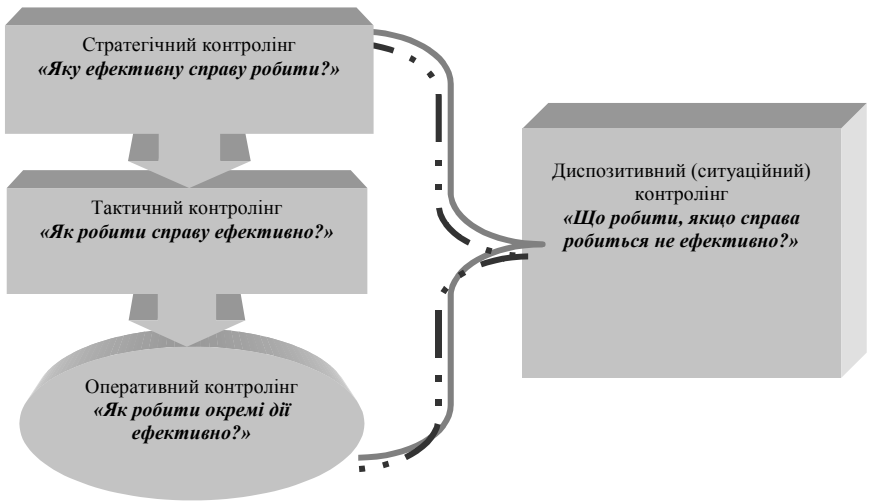 Стратегічний контролінг
«Яку ефективну справу робити?»
Тактичний контролінг
«Як робити справу ефективно?»
Оперативний контролінг
«Як робити окремі дії
ефективно?»
Диспозитивний (ситуаційний)
контролінг
«Що робити, якщо справа
робиться не ефективно?»